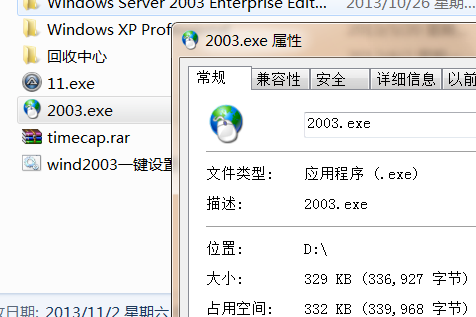 Windows Server 2003 Enterprise Edit... 2013/10/26 星期...
Windows XP Prof
回收中心
11.exe
2003.exe
timecap.rar
wind2003一键设置
2003.exe 属性
常规 兼容性 安全 详细信息 以前
2003.exe
文件类型: 应用程序 (.exe)
描述: 2003.exe
位置: D:\
大小: 329 KB (336,927 字节)
占用空间: 332 KB (339,968 字节)
改日期: 2013/11/2 星期六